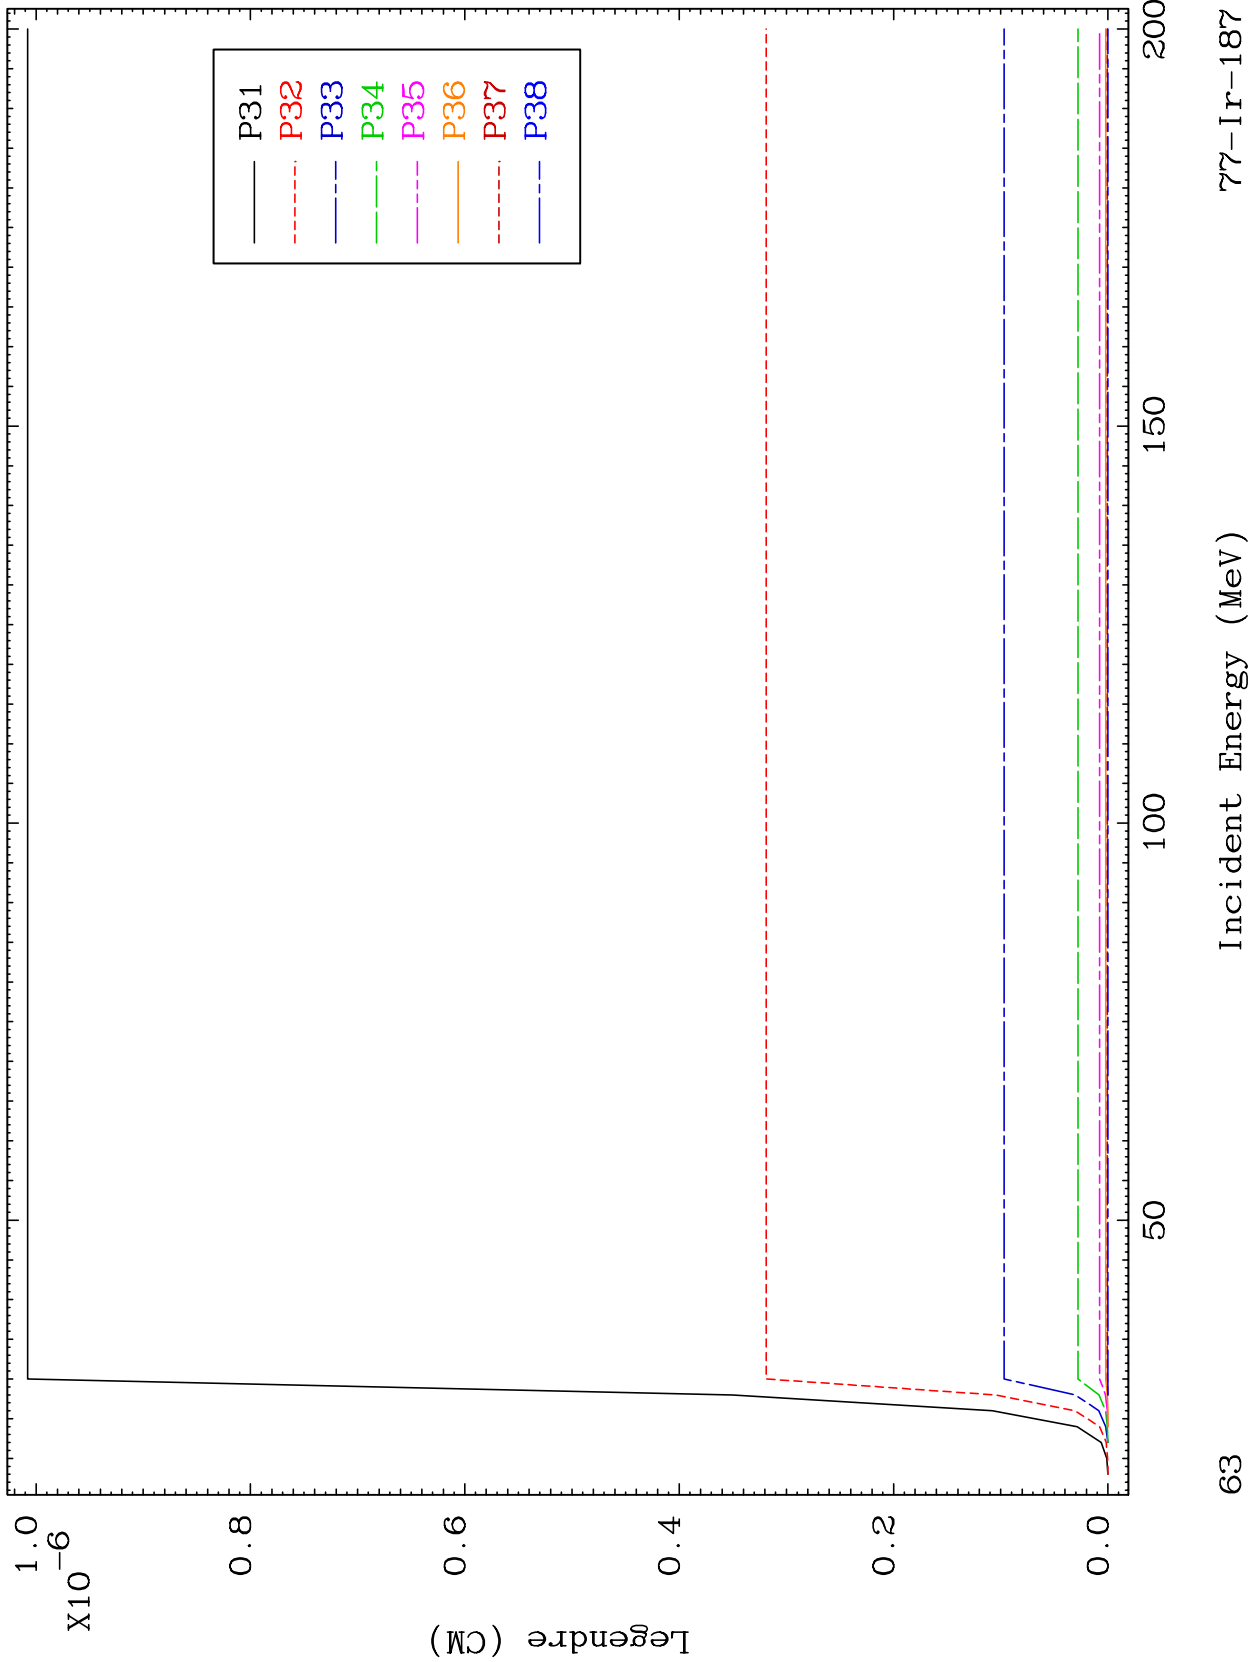 1.0
X10-6
0.8
0.6
0.4
0.2
0.0
Legendre (CM)
P31
P32
P33
P34
P35
P36
P37
P38
50
100
150
200
Incident Energy (MeV)
63
77-Ir-187